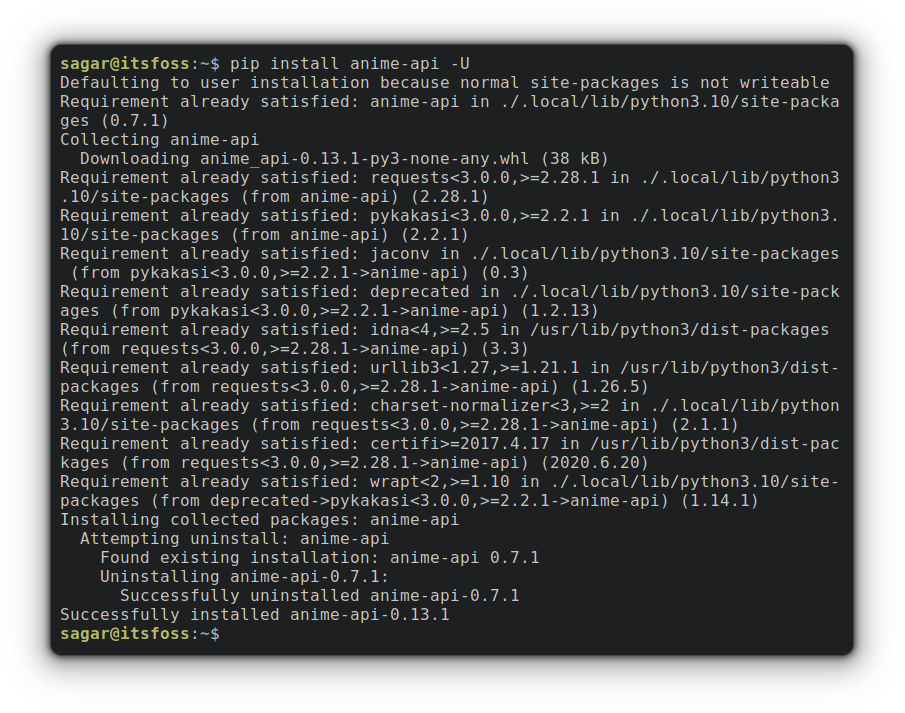 sagar@itsfoss:~$ pip install anime-api -U
Defaulting to user installation because normal site-packages is not writeable
Requirement already satisfied: anime-api in ./.local/lib/python3.10/site-packa
ges (0.7.1)
Collecting anime-api
  Downloading anime_api-0.13.1-py3-none-any.whl (38 kB)
Requirement already satisfied: requests<3.0.0,>=2.28.1 in ./.local/lib/python3
.10/site-packages (from anime-api) (2.28.1)
Requirement already satisfied: pykakasi<3.0.0,>=2.2.1 in ./.local/lib/python3.
10/site-packages (from anime-api) (2.2.1)
Requirement already satisfied: jaconv in ./.local/lib/python3.10/site-packages
 (from pykakasi<3.0.0,>=2.2.1->anime-api) (0.3)
Requirement already satisfied: deprecated in ./.local/lib/python3.10/site-pack
ages (from pykakasi<3.0.0,>=2.2.1->anime-api) (1.2.13)
Requirement already satisfied: idna<4,>=2.5 in /usr/lib/python3/dist-packages
(from requests<3.0.0,>=2.28.1->anime-api) (3.3)
Requirement already satisfied: urllib3<1.27,>=1.21.1 in /usr/lib/python3/dist-
packages (from requests<3.0.0,>=2.28.1->anime-api) (1.26.5)
Requirement already satisfied: charset-normalizer<3,>=2 in ./.local/lib/python
3.10/site-packages (from requests<3.0.0,>=2.28.1->anime-api) (2.1.1)
Requirement already satisfied: certifi>=2017.4.17 in /usr/lib/python3/dist-pac
kages (from requests<3.0.0,>=2.28.1->anime-api) (2020.6.20)
Requirement already satisfied: wrapt<2,>=1.10 in ./.local/lib/python3.10/site-
packages (from deprecated->pykakasi<3.0.0,>=2.2.1->anime-api) (1.14.1)
Installing collected packages: anime-api
  Attempting uninstall: anime-api
    Found existing installation: anime-api 0.7.1
    Uninstalling anime-api-0.7.1:
      Successfully uninstalled anime-api-0.7.1
Successfully installed anime-api-0.13.1
sagar@itsfoss:~$